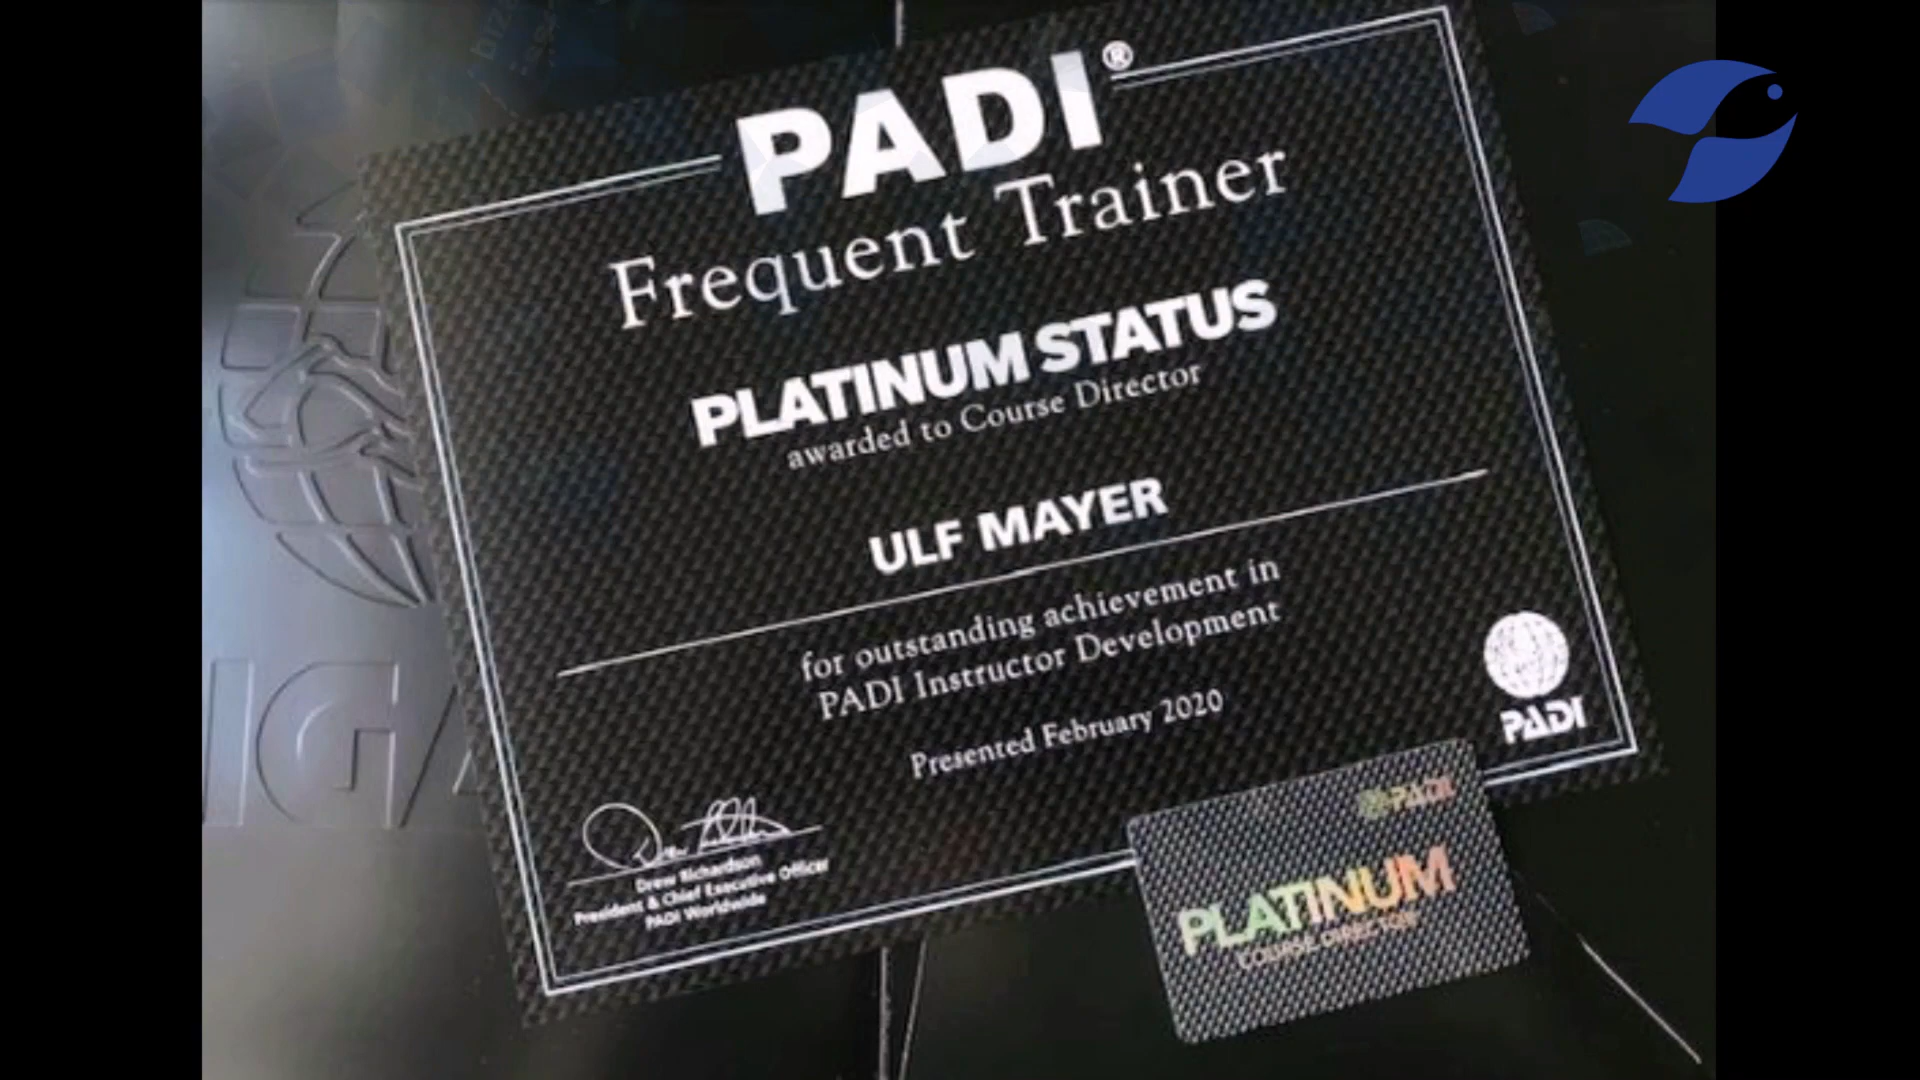 PADI®
Frequent Trainer
PLATINUM STATUS
awarded to Course Director
ULF MAYER
for outstanding achievement in
PADI Instructor Development
Presented February 2020
PADI
Drew Richardson
President & Chief Executive Officer
PADI Worldwide
PADI
PLATINUM
COURSE DIRECTOR